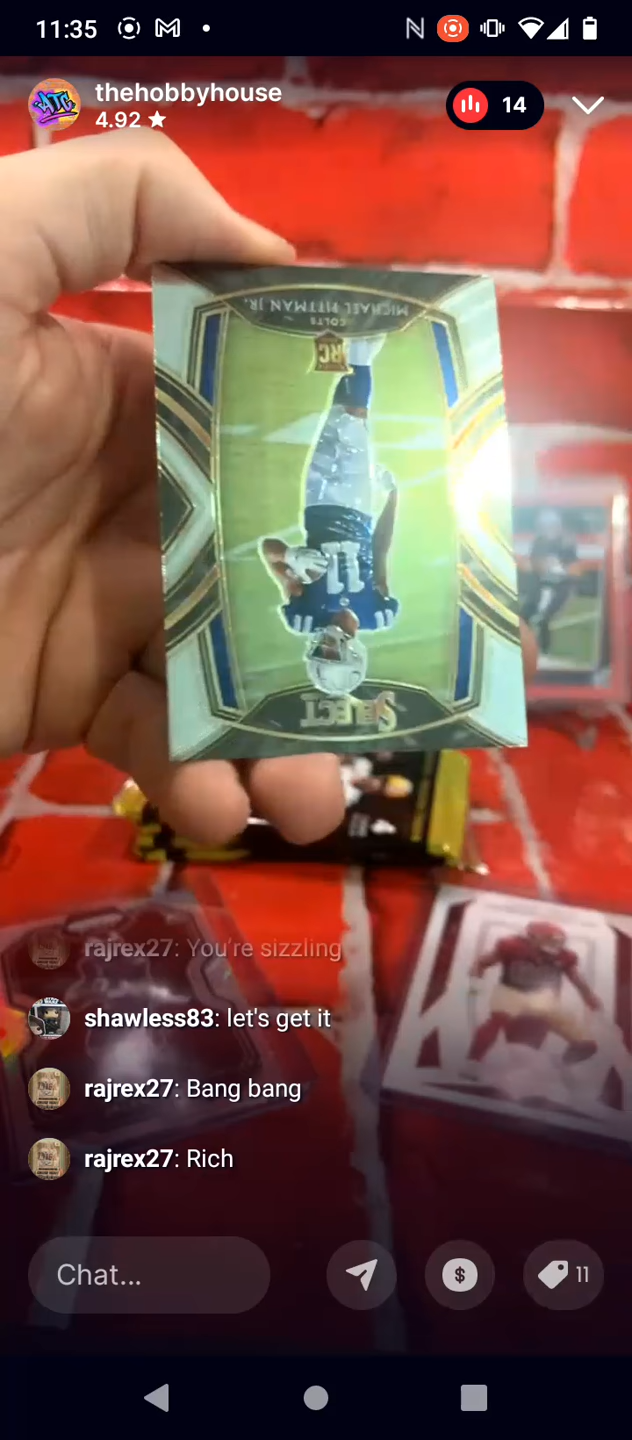 11:35
thehobbyhouse
4.92 ★
14
MICHAEL PITTMAN JR.
COLTS
RC
11
SELECT
rajrex27: You're sizzling
shawless83: let's get it
rajrex27: Bang bang
rajrex27: Rich
Chat...
$
11